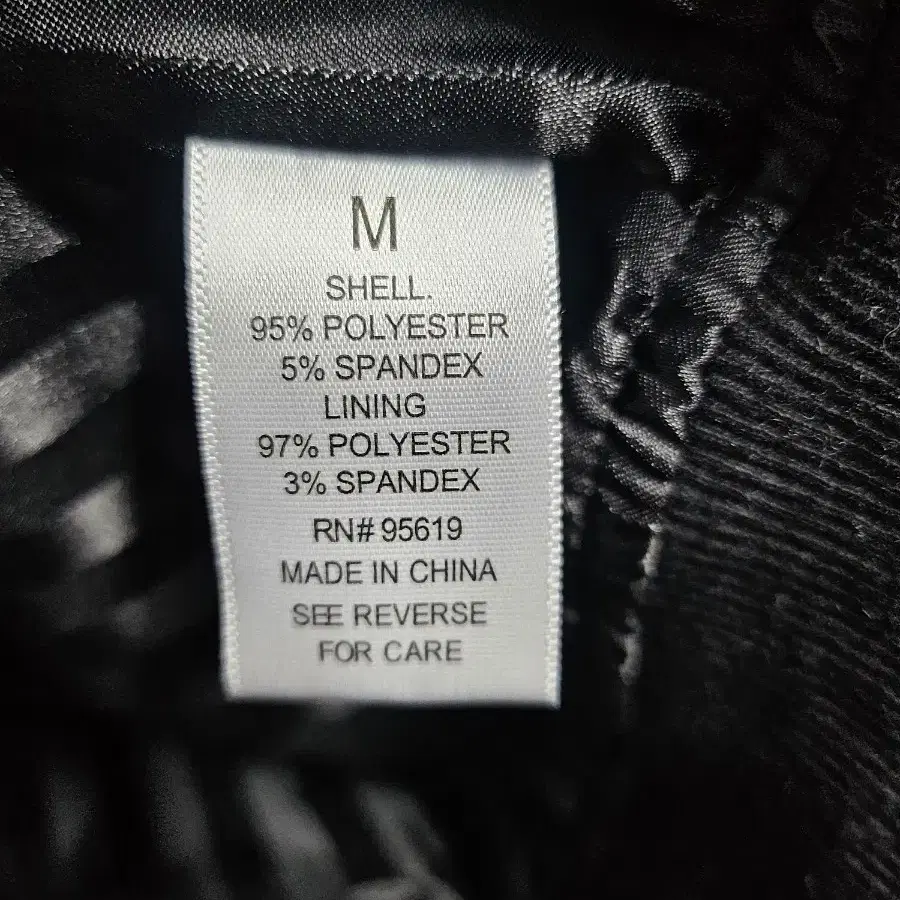 M
SHELL.
95% POLYESTER
5% SPANDEX
LINING
97% POLYESTER
3% SPANDEX
RN# 95619
MADE IN CHINA
SEE REVERSE
FOR CARE